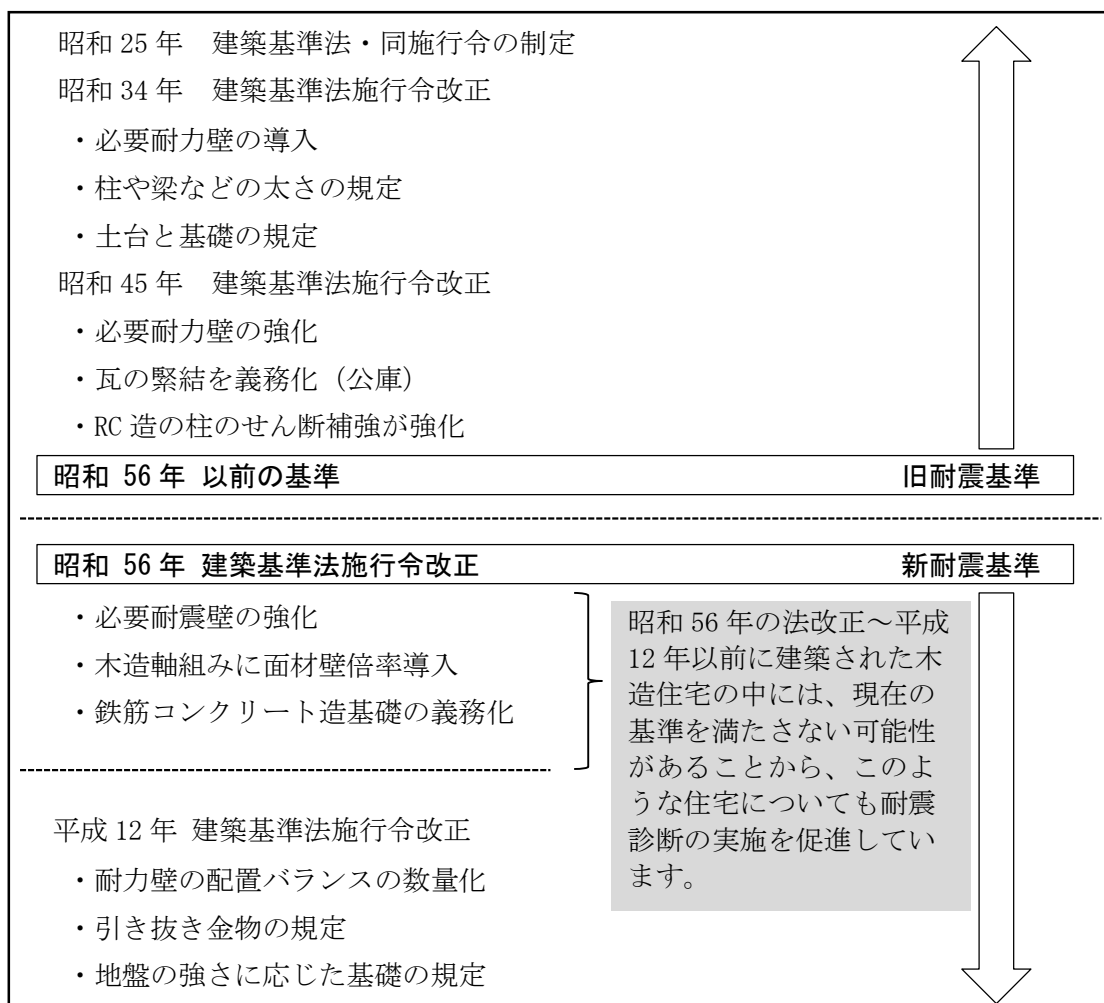 昭和 25 年　建築基準法・同施行令の制定
昭和 34 年　建築基準法施行令改正
・必要耐力壁の導入
・柱や梁などの太さの規定
・土台と基礎の規定
昭和 45 年　建築基準法施行令改正
・必要耐力壁の強化
・瓦の緊結を義務化（公庫）
・RC 造の柱のせん断補強が強化
昭和 56 年 以前の基準　旧耐震基準
昭和 56 年 建築基準法施行令改正　新耐震基準
・必要耐震壁の強化
・木造軸組みに面材壁倍率導入
・鉄筋コンクリート造基礎の義務化
昭和 56 年の法改正～平成
12 年以前に建築された木
造住宅の中には、現在の
基準を満たさない可能性
があることから、このよ
うな住宅についても耐震
診断の実施を促進してい
ます。
平成 12 年 建築基準法施行令改正
・耐力壁の配置バランスの数量化
・引き抜き金物の規定
・地盤の強さに応じた基礎の規定